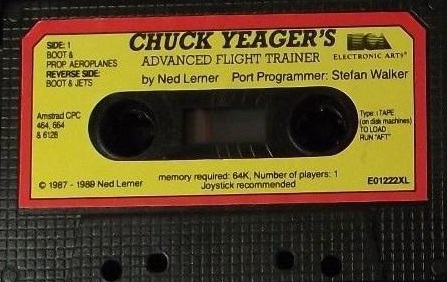 SIDE: 1
BOOT &
PROP AEROPLANES
REVERSE SIDE:
BOOT & JETS
CHUCK YEAGER'S
ADVANCED FLIGHT TRAINER
by Ned Lerner Port Programmer: Stefan Walker
ELECTRONIC ARTS®
Amstrad CPC
464, 664
& 6128
Type: ıTAPE
(on disk machines)
TO LOAD :
RUN "AFT"
memory required: 64K, Number of players: 1
Joystick recommended
© 1987 - 1989 Ned Lerner
E01222XL